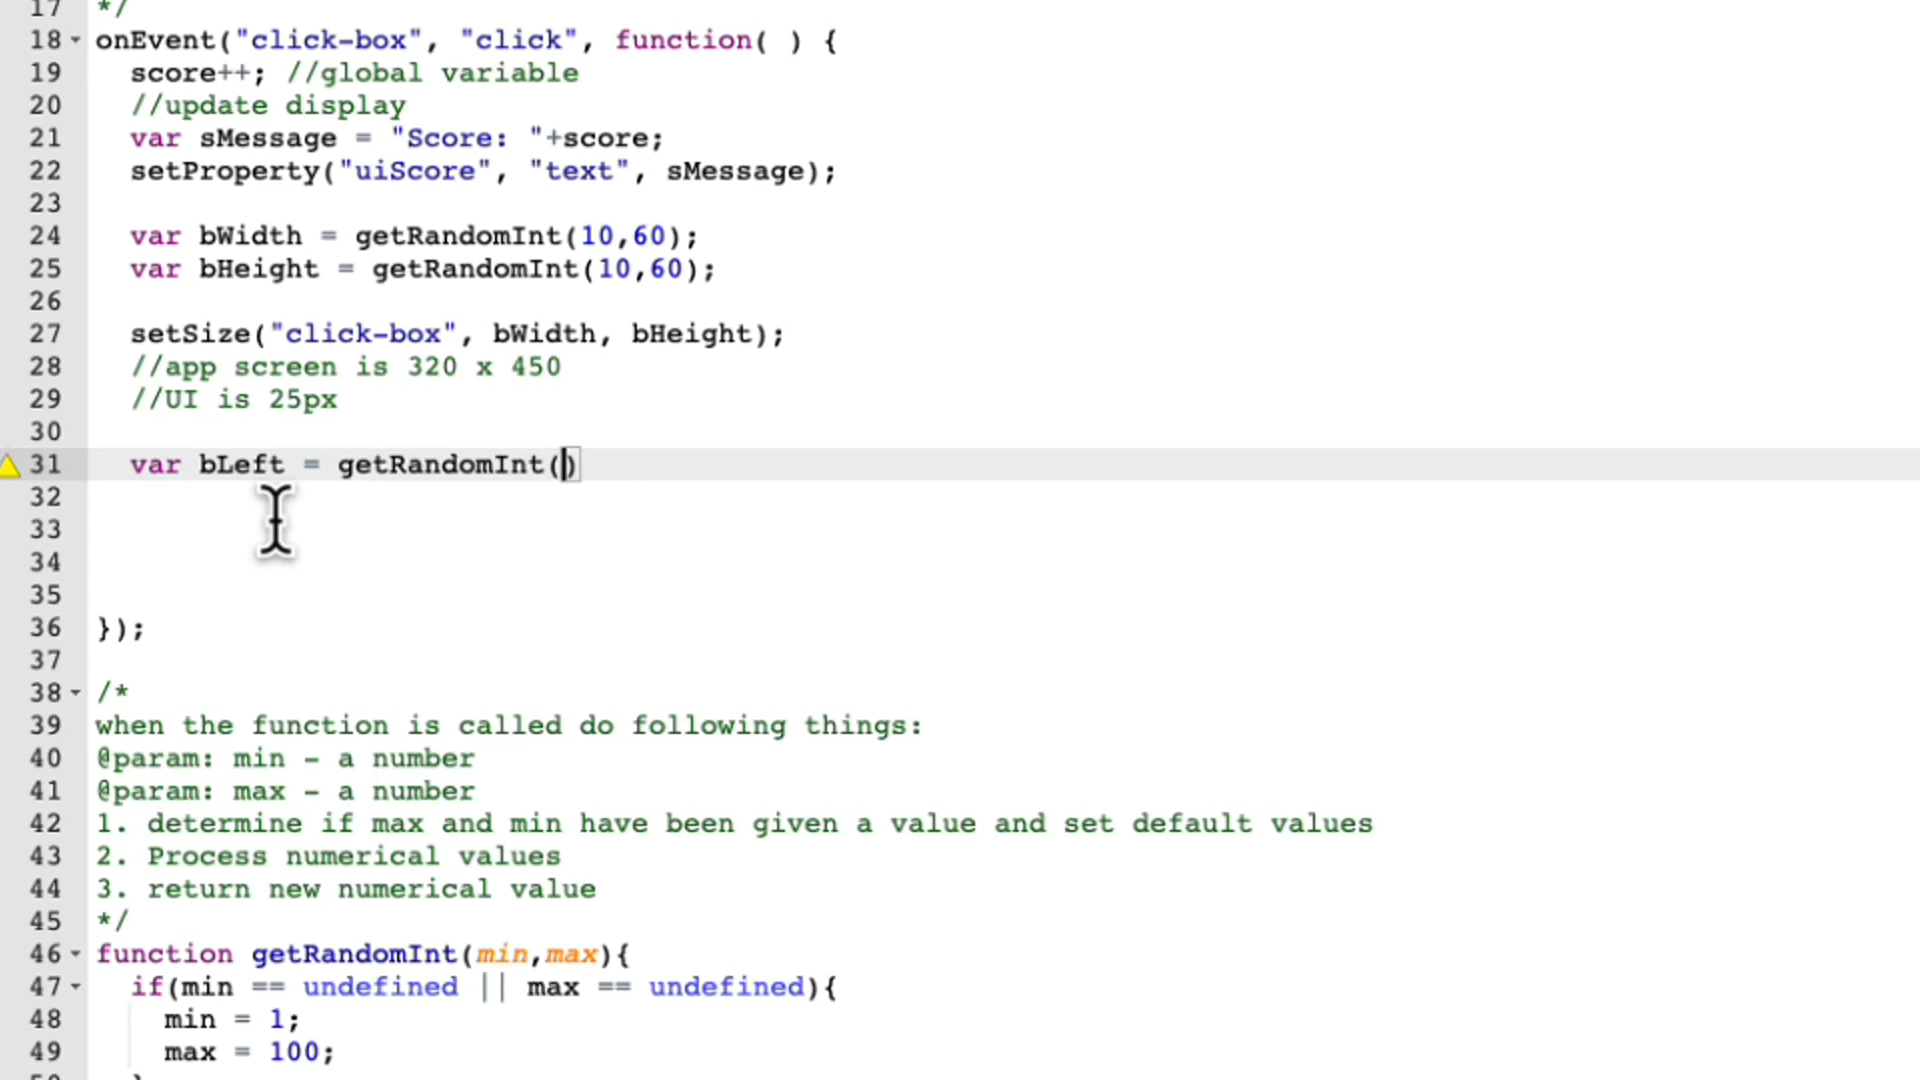 17 */
18 onEvent("click-box", "click", function( ) {
19 score++; //global variable
20 //update display
21 var sMessage = "Score: "+score;
22 setProperty("uiScore", "text", sMessage);
23
24 var bWidth = getRandomInt(10,60);
25 var bHeight = getRandomInt(10,60);
26
27 setSize("click-box", bWidth, bHeight);
28 //app screen is 320 x 450
29 //UI is 25px
30
31 var bLeft = getRandomInt()
32
33
34
35
36 });
37
38 /*
39 when the function is called do following things:
40 @param: min - a number
41 @param: max - a number
42 1. determine if max and min have been given a value and set default values
43 2. Process numerical values
44 3. return new numerical value
45 */
46 function getRandomInt(min,max){
47 if(min == undefined || max == undefined){
48 min = 1;
49 max = 100;